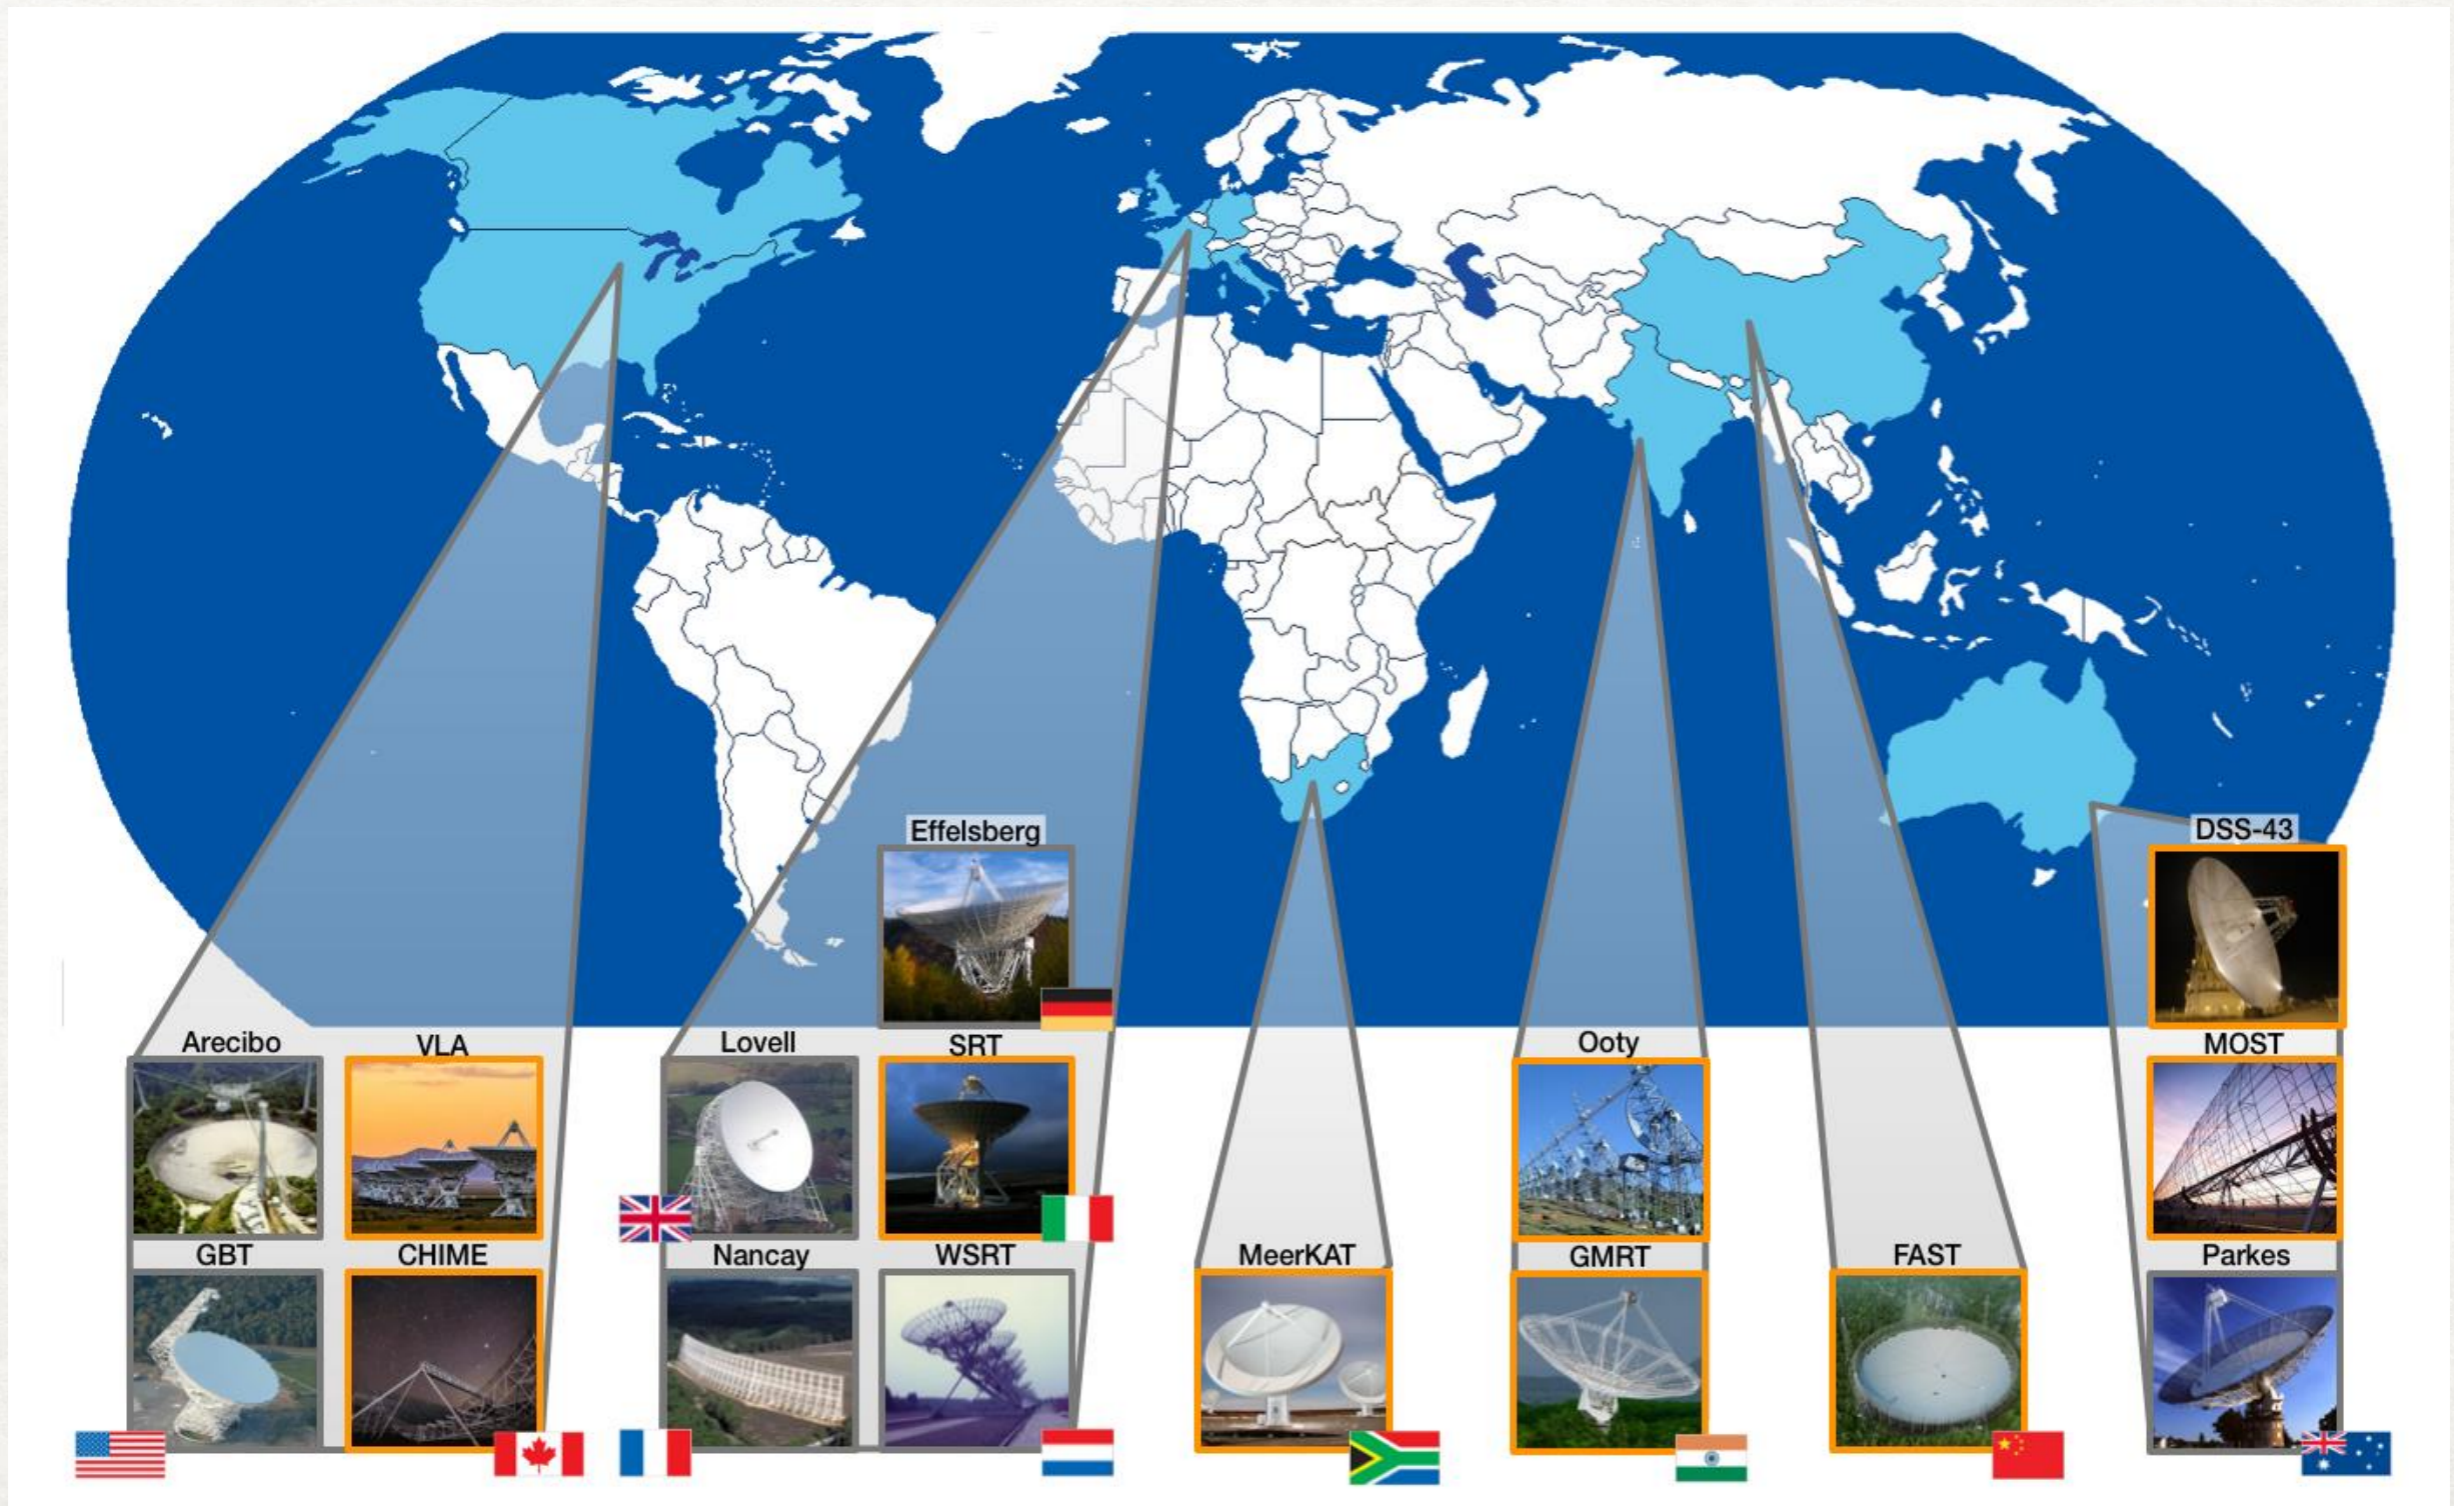 Effelsberg
DSS-43
Arecibo
VLA
Lovell
SRT
Ooty
MOST
GBT
CHIME
Nancay
WSRT
MeerKAT
GMRT
FAST
Parkes